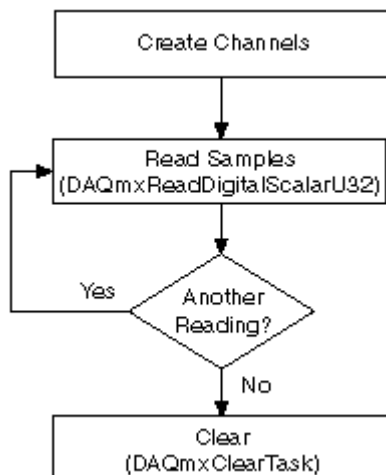 Create Channels
Read Samples
(DAQmxReadDigitalScalarU32)
Yes
Another
Reading?
No
Clear
(DAQmxClearTask)